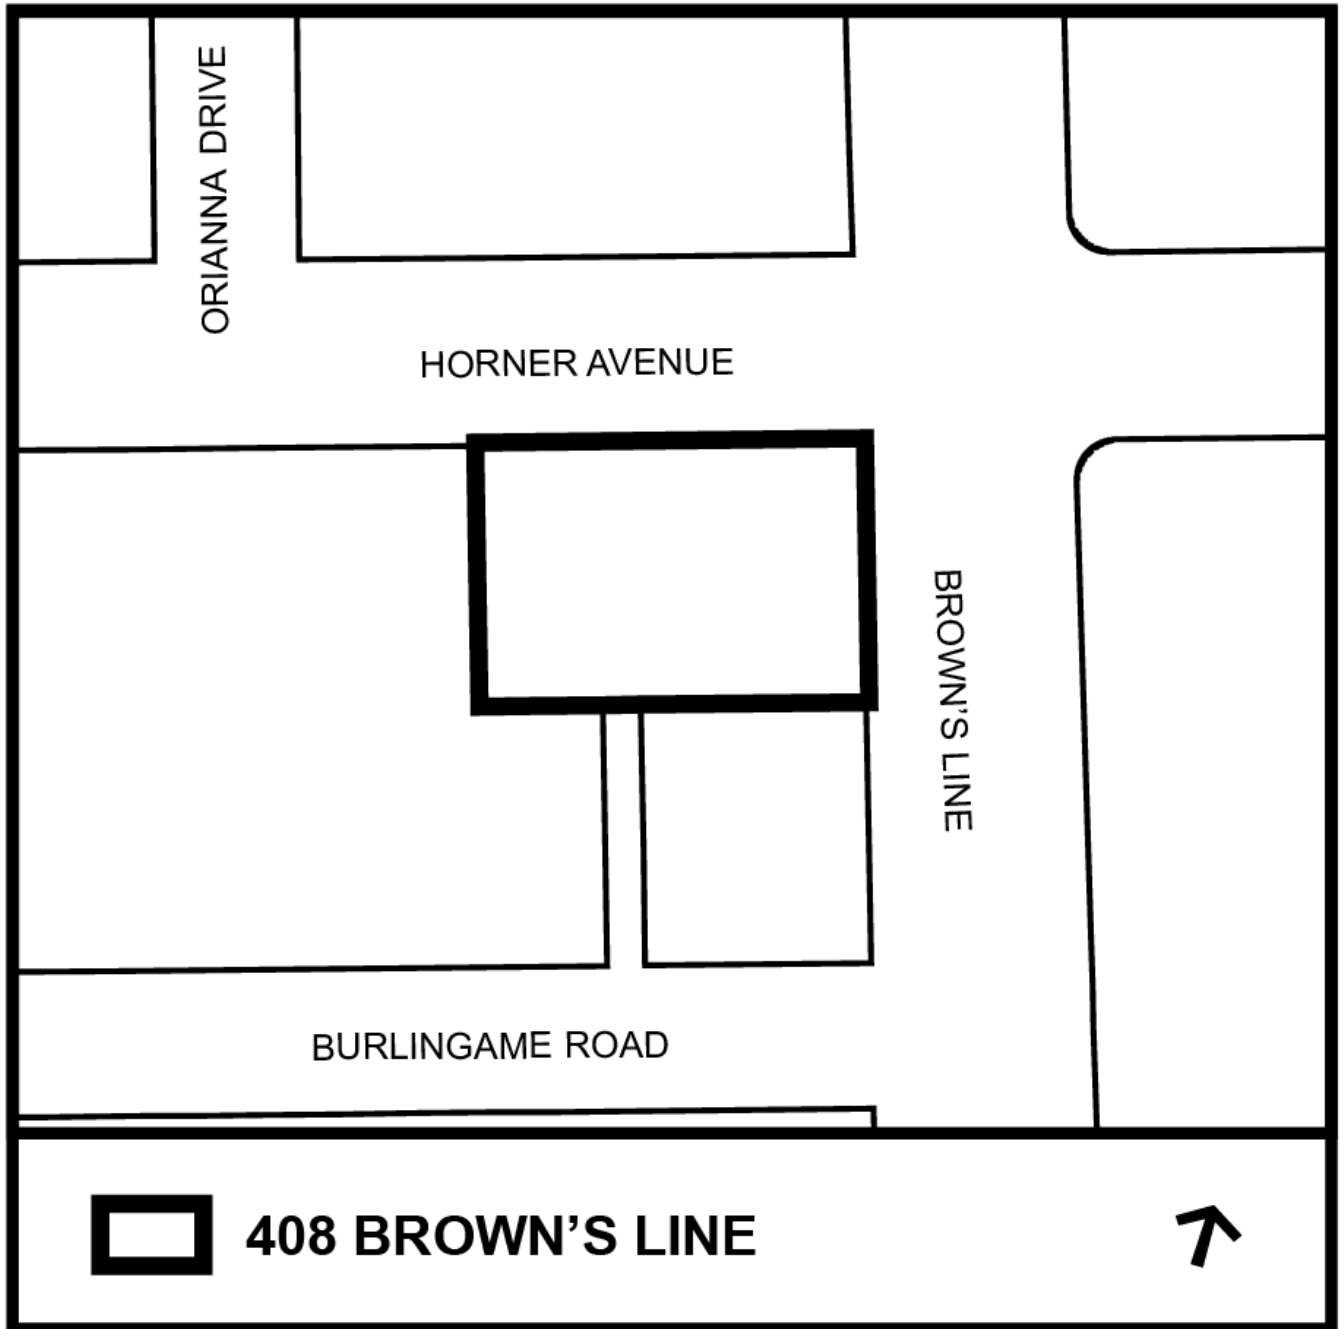 ORIANNA DRIVE
HORNER AVENUE
BROWN’S LINE
BURLINGAME ROAD
408 BROWN’S LINE